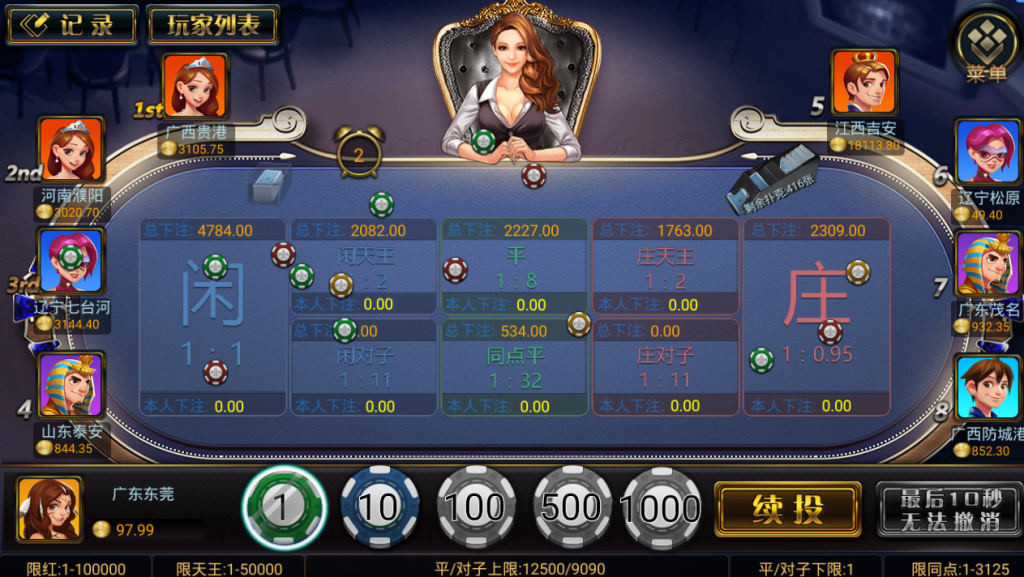 记录
玩家列表
菜单
1st
广西贵港
3105.75
5
江西吉安
18113.80
2
2nd
河南濮阳
3020.70
剩余扑克:416张
6
辽宁松原
49.40
3rd
辽宁七台河
3144.40
7
广东茂名
932.35
4
山东泰安
844.35
8
广西防城港
852.30
总下注: 4784.00
闲
1 : 1
本人下注: 0.00
总下注: 2082.00
闲天王
: 2
本人下注: 0.00
总下注: 2227.00
平
1 : 8
本人下注: 0.00
总下注: 1763.00
庄天王
1 : 2
本人下注: 0.00
总下注: 2309.00
庄
1 : 0.95
本人下注: 0.00
总下注 .00
闲对子
1 : 11
本人下注: 0.00
总下注: 534.00
同点平
1 : 32
本人下注: 0.00
总下注: 0.00
庄对子
1 : 11
本人下注: 0.00
广东东莞
97.99
1
10
100
500
1000
续投
最后10秒
无法撤消
限红:1-100000
限天王:1-50000
平/对子上限:12500/9090
平/对子下限:1
限同点:1-3125